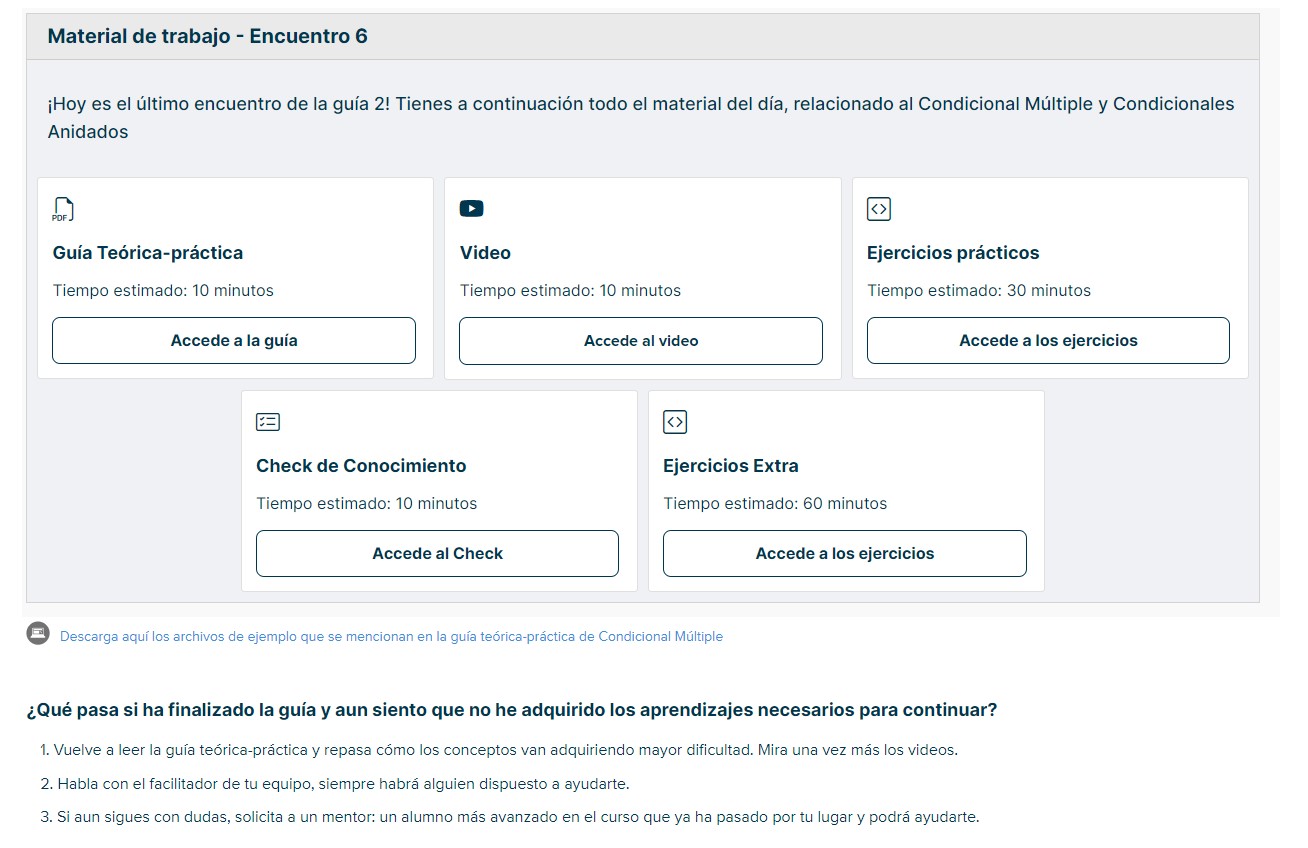 Material de trabajo - Encuentro 6
¡Hoy es el último encuentro de la guía 2! Tienes a continuación todo el material del día, relacionado al Condicional Múltiple y Condicionales
Anidados
PDF
Guía Teórica-práctica
Tiempo estimado: 10 minutos
Accede a la guía
Video
Tiempo estimado: 10 minutos
Accede al video
Ejercicios prácticos
Tiempo estimado: 30 minutos
Accede a los ejercicios
Check de Conocimiento
Tiempo estimado: 10 minutos
Accede al Check
Ejercicios Extra
Tiempo estimado: 60 minutos
Accede a los ejercicios
Descarga aquí los archivos de ejemplo que se mencionan en la guía teórica-práctica de Condicional Múltiple
¿Qué pasa si ha finalizado la guía y aun siento que no he adquirido los aprendizajes necesarios para continuar?
1. Vuelve a leer la guía teórica-práctica y repasa cómo los conceptos van adquiriendo mayor dificultad. Mira una vez más los videos.
2. Habla con el facilitador de tu equipo, siempre habrá alguien dispuesto a ayudarte.
3. Si aun sigues con dudas, solicita a un mentor: un alumno más avanzado en el curso que ya ha pasado por tu lugar y podrá ayudarte.